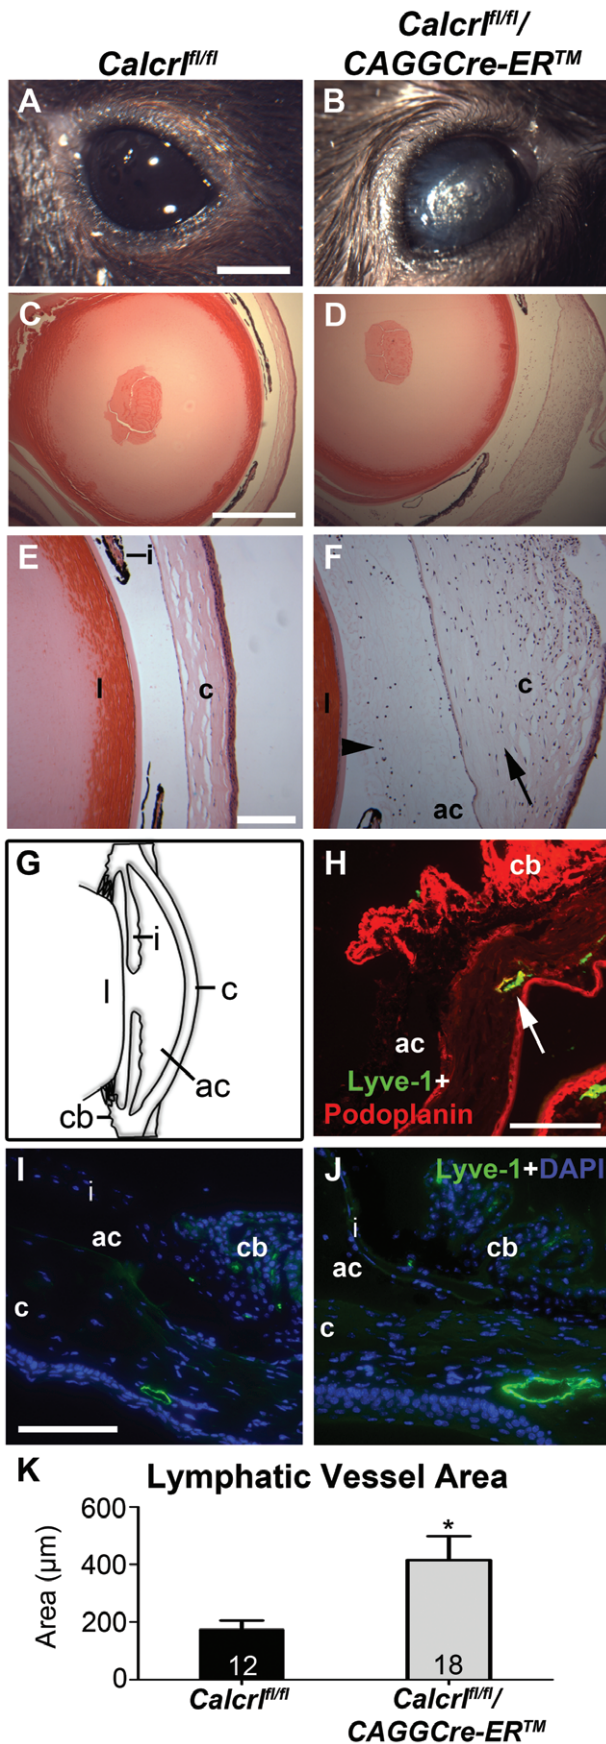 Calcrl^fl/fl
Calcrl^fl/fl/
CAGGCre-ER^TM
A
B
C
D
E
i
l
c
F
l
c
ac
G
i
l
c
ac
cb
H
cb
ac
Lyve-1+
Podoplanin
I
i
ac
cb
c
J
Lyve-1+DAPI
i
cb
ac
c
K
Lymphatic Vessel Area
Area (μm)
600
400
200
0
*
12
18
Calcrl^fl/fl
Calcrl^fl/fl/
CAGGCre-ER^TM